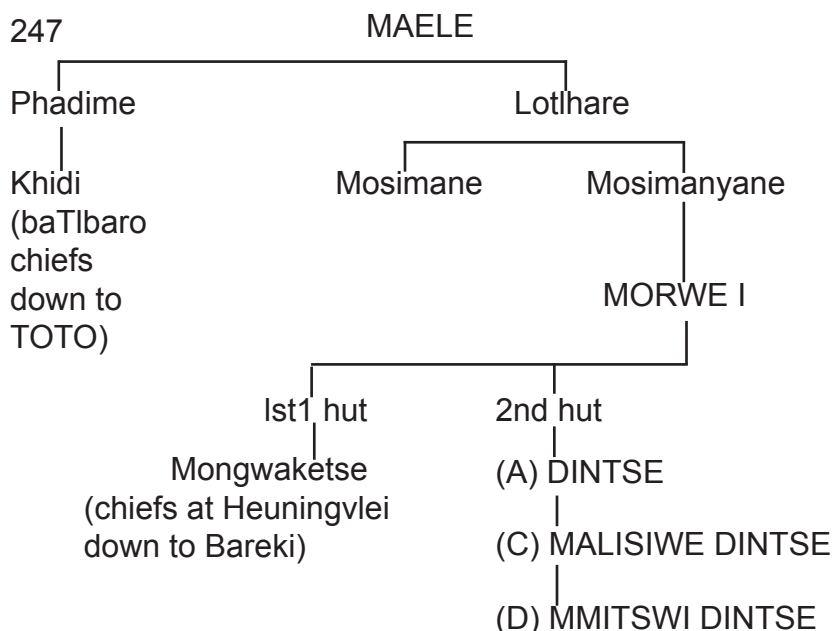 247 MAELE
Phadime Lotlhare
Khidi Mosimane Mosimanyane
(baTlbaro
chiefs
down to
TOTO)
MORWE I
lst1 hut 2nd hut
Mongwaketse (A) DINTSE
(chiefs at Heuningvlei
down to Bareki)
(C) MALISIWE DINTSE
(D) MMITSWI DINTSE